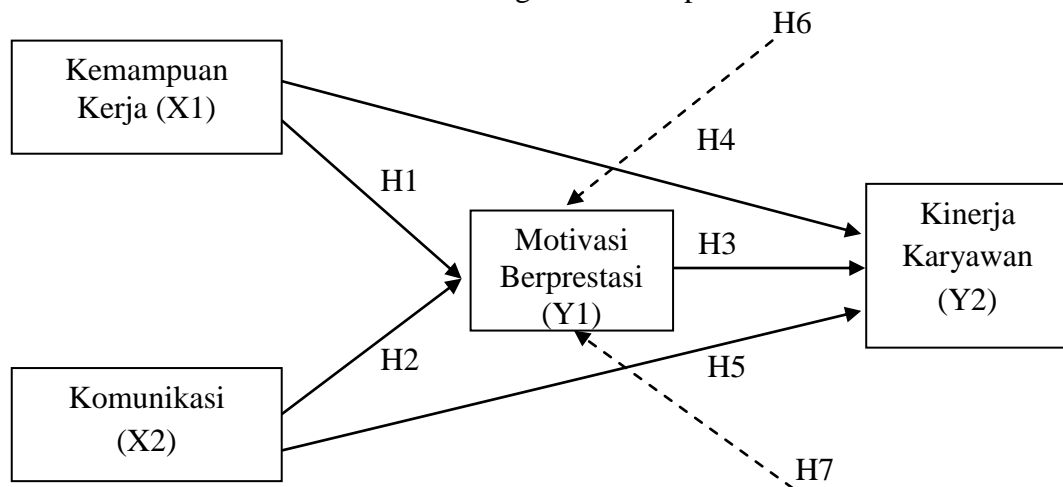 H6
Kemampuan
Kerja (X1)
H4
H1
Kinerja
Karyawan
(Y2)
Motivasi
Berprestasi
(Y1)
H3
H2
H5
Komunikasi
(X2)
H7